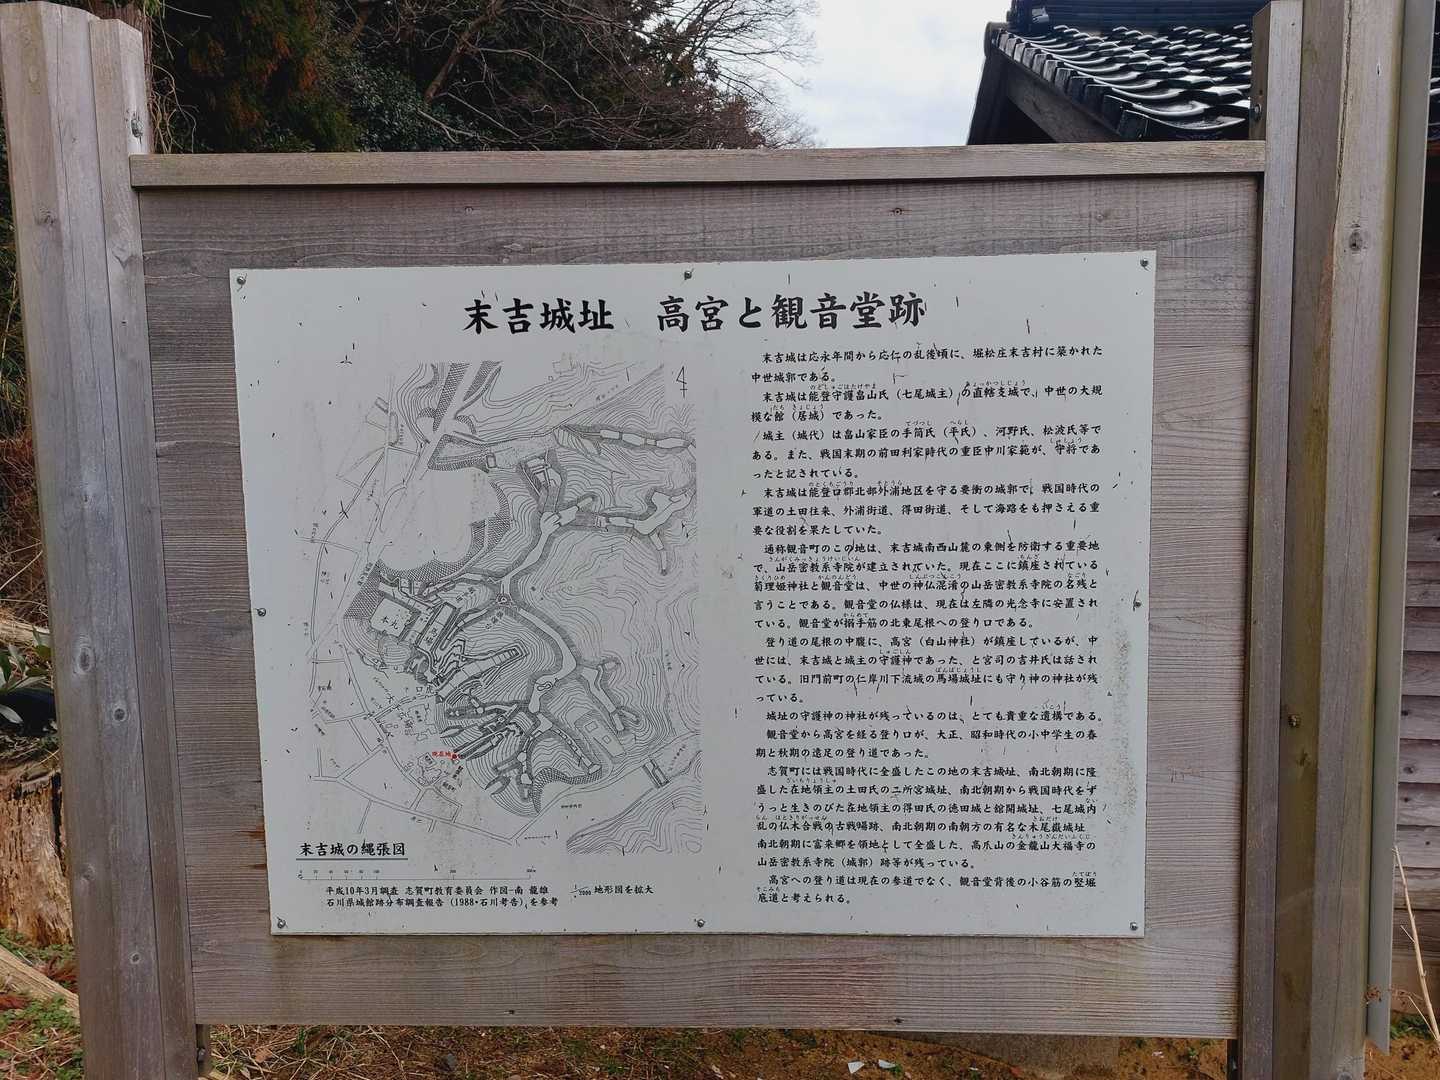 末吉城址　高宮と観音堂跡
末吉城は応永年間から応仁の乱後頃に、堀松庄末吉村に築かれた
中世城郭である。
末吉城は能登守護畠山氏（七尾城主）の直轄支城で、中世の大規
模な館（居城）であった。
城主（城代）は畠山家臣の手筒氏（平氏）、河野氏、松波氏等で
ある。また、戦国末期の前田利家時代の重臣中川家範が、守将であ
ったと記されている。
末吉城は能登口郡北部外浦地区を守る要衝の城郭で、戦国時代の
軍道の土田往来、外浦街道、得田街道、そして海路をも押さえる重
要な役割を果たしていた。
通称観音町のこの地は、末吉城南西山麓の東側を防衛する重要地
で、山岳密教系寺院が建立されていた。現在ここに鎮座されている
菊理姫神社と観音堂は、中世の神仏混淆の山岳密教系寺院の名残と
言うことである。観音堂の仏様は、現在は左隣の光念寺に安置され
ている。観音堂が搦手筋の北東尾根への登り口である。
登り道の尾根の中腹に、高宮（白山神社）が鎮座しているが、中
世には、末吉城と城主の守護神であった、と宮司の吉井氏は話され
ている。旧門前町の仁岸川下流域の馬場城址にも守り神の神社が残
っている。
城址の守護神の神社が残っているのは、とても貴重な遺構である。
観音堂から高宮を経る登り口が、大正、昭和時代の小中学生の春
期と秋期の遠足の登り道であった。
志賀町には戦国時代に全盛したこの地の末吉城址、南北朝期に隆
盛した在地領主の土田氏の二所宮城址、南北朝期から戦国時代をず
うっと生きのびた在地領主の得田氏の徳田城と館開城址、七尾城内
乱の仏木合戦の古戦場跡、南北朝期の南朝方の有名な木尾嶽城址
南北朝期に富来郷を領地として全盛した、高爪山の金龍山大福寺の
山岳密教系寺院（城郭）跡等が残っている。
高宮への登り道は現在の参道でなく、観音堂背後の小谷筋の竪堀
底道と考えられる。
本丸
現在地
末吉城の縄張図
平成10年3月調査 志賀町教育委員会 作図-南 龍雄
石川県城館跡分布調査報告（1988・石川考告）を参考
1/2000 地形図を拡大